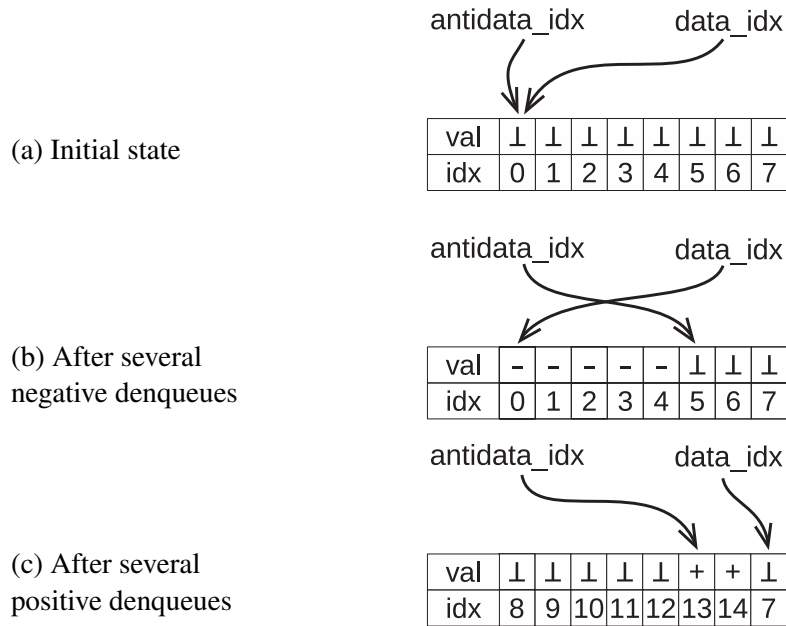 antidata_idx data_idx
(a) Initial state
val ⊥ ⊥ ⊥ ⊥ ⊥ ⊥ ⊥ ⊥
idx 0 1 2 3 4 5 6 7
antidata_idx data_idx
(b) After several
negative denqueues
val - - - - - ⊥ ⊥ ⊥
idx 0 1 2 3 4 5 6 7
antidata_idx data_idx
(c) After several
positive denqueues
val ⊥ ⊥ ⊥ ⊥ ⊥ + + ⊥
idx 8 9 10 11 12 13 14 7